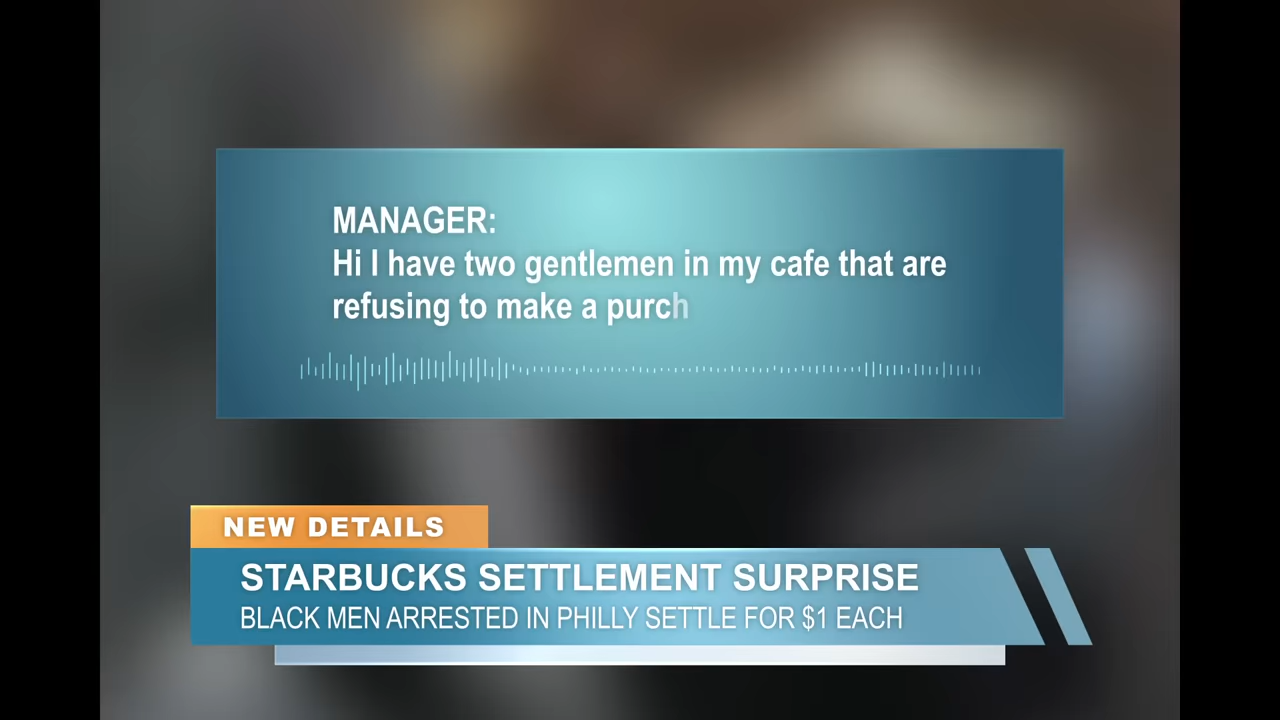 MANAGER:
Hi I have two gentlemen in my cafe that are
refusing to make a purch
NEW DETAILS
STARBUCKS SETTLEMENT SURPRISE
BLACK MEN ARRESTED IN PHILLY SETTLE FOR $1 EACH